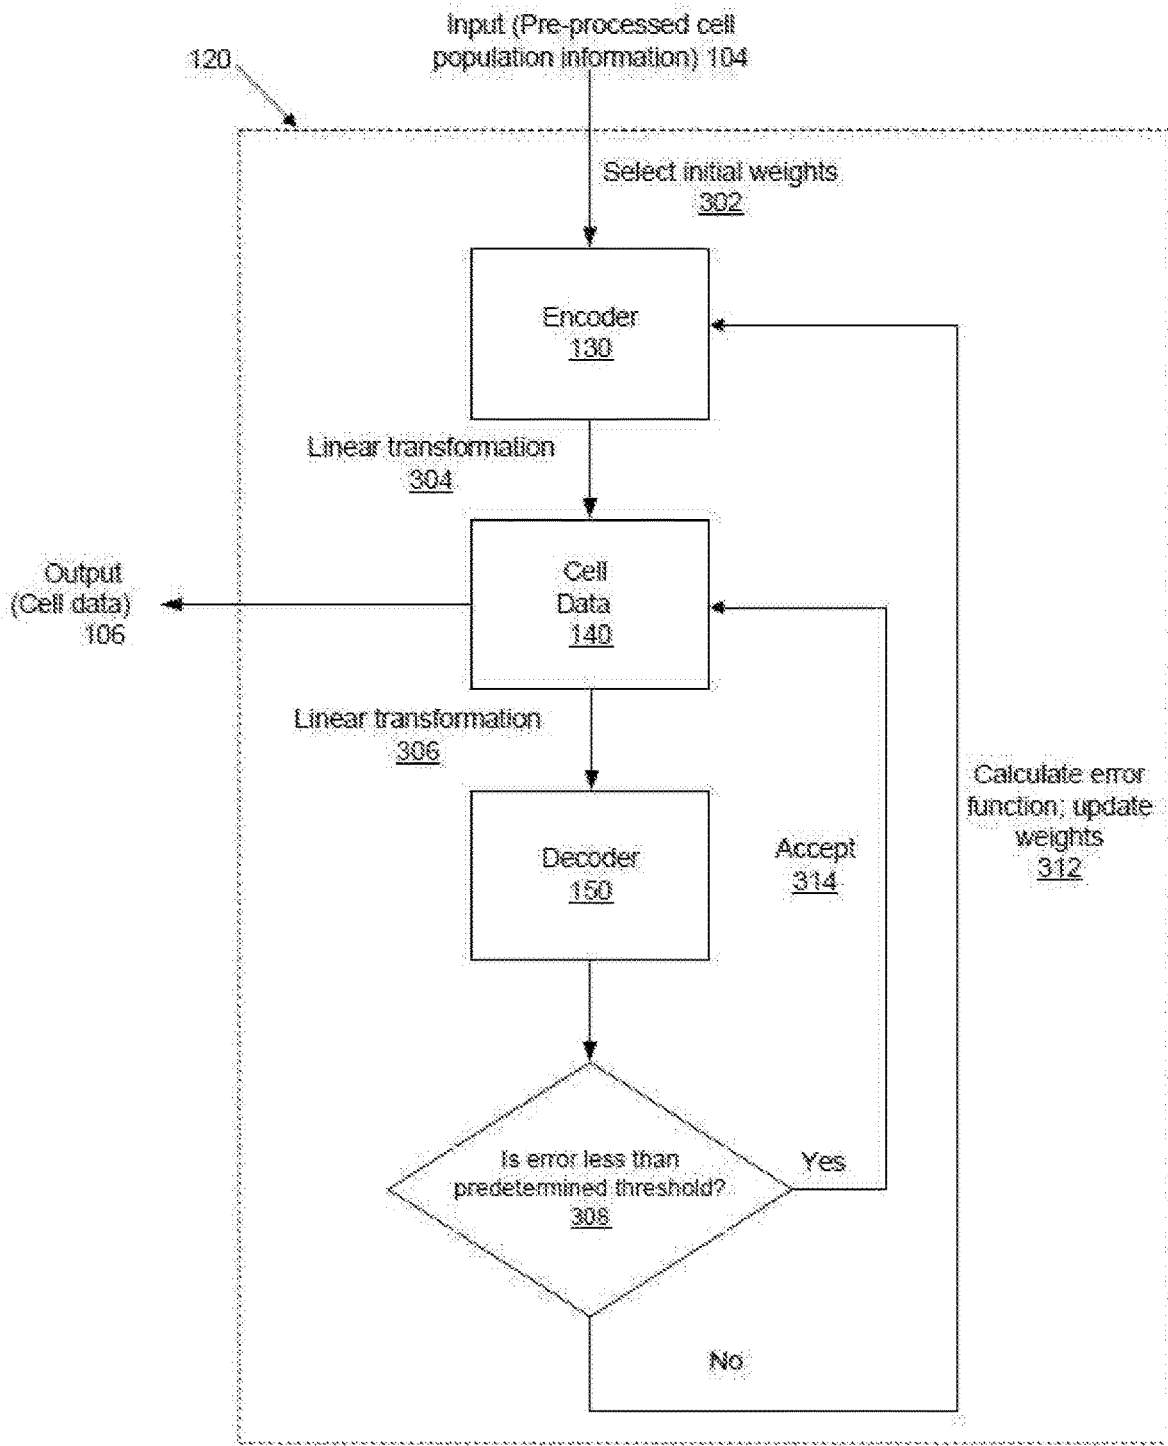 Input (Pre-processed cell
population information) 104
120
Select initial weights
302
Encoder
130
Linear transformation
304
Cell
Data
140
Output
(Cell data)
106
Linear transformation
306
Decoder
150
Accept
314
Calculate error
function; update
weights
312
Is error less than
predetermined threshold?
308
Yes
No